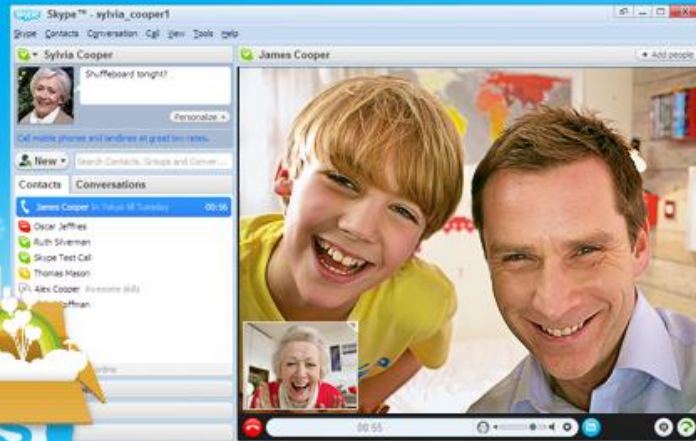 Skype™ - sylvia_cooper1
Skype Contacts Conversation Call View Tools Help
Sylvia Cooper
Shuffleboard tonight?
Personalize
Call mobile phones and landlines at great low rates.
New
Search Contacts, Groups and Conver...
Contacts Conversations
James Cooper In Tokyo till Tuesday 00:56
Oscar Jeffries
Ruth Silverman
Skype Test Call
Thomas Mason
Alex Cooper Awesome skills
offman
James Cooper
Add people
00:55